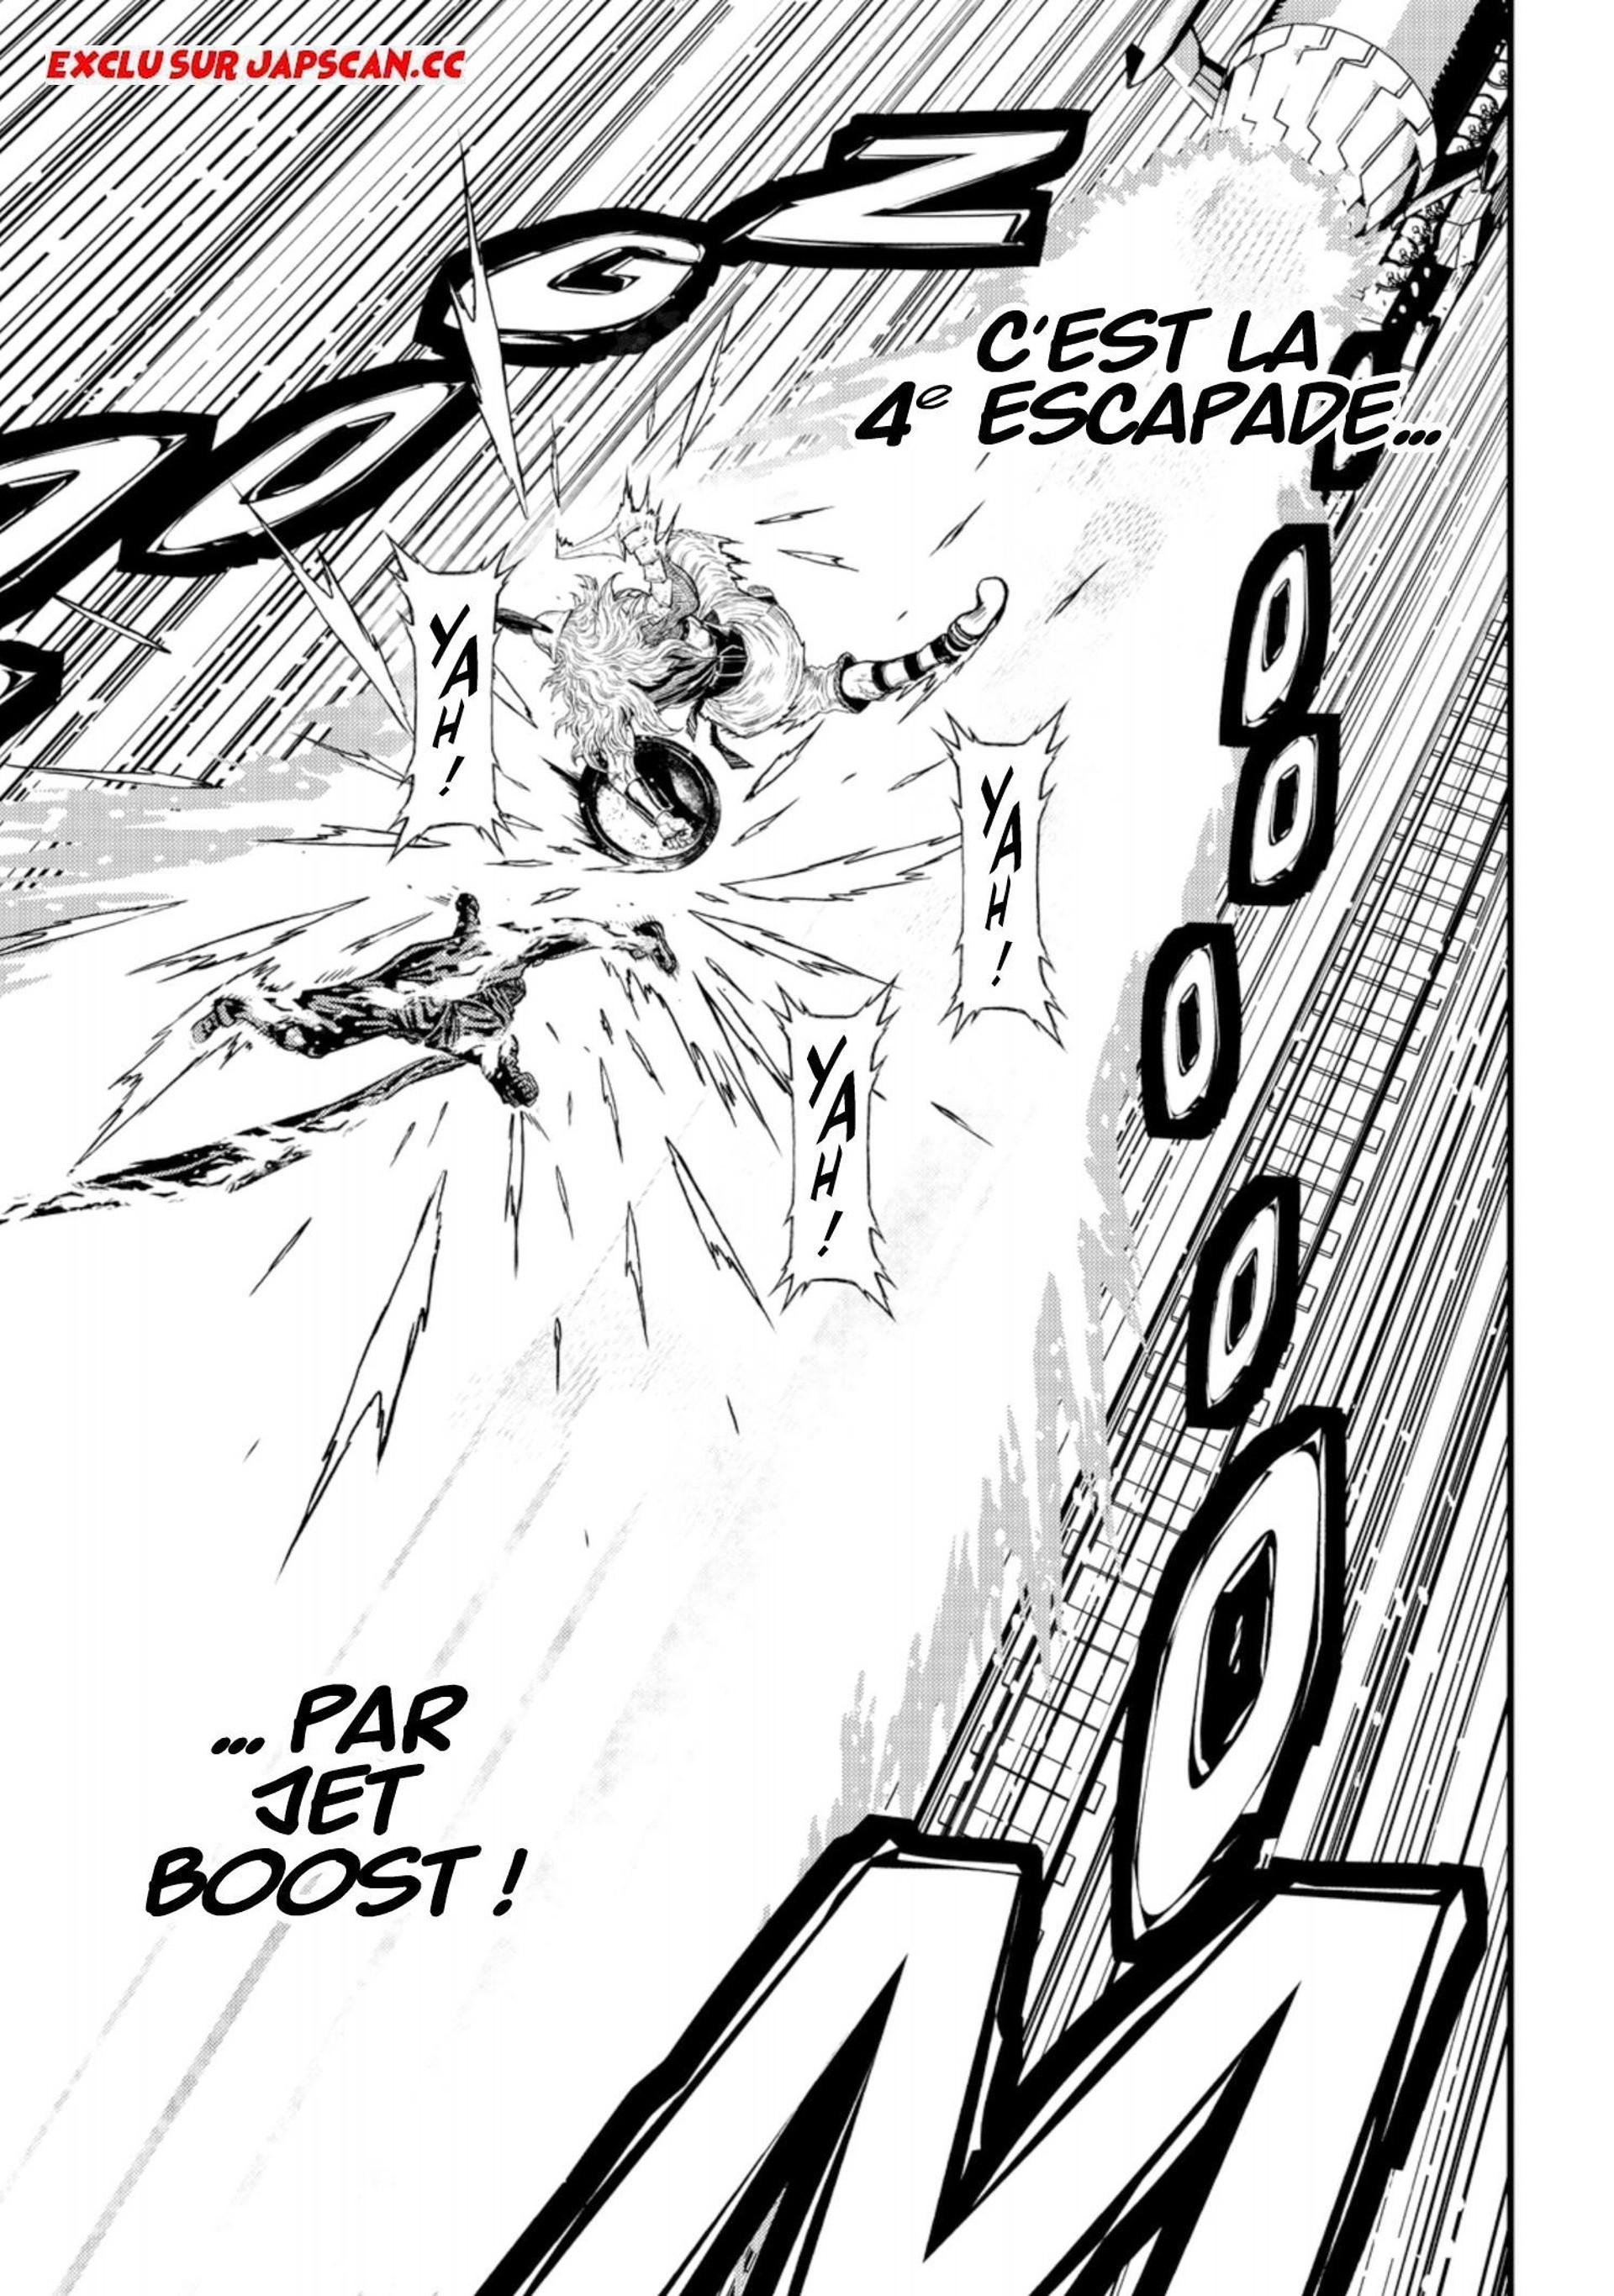 EXCLU SUR JAPSCAN.CC
C'EST LA
4e ESCAPADE...
YAH!
YAH!
YAH!
... PAR
JET
BOOST !